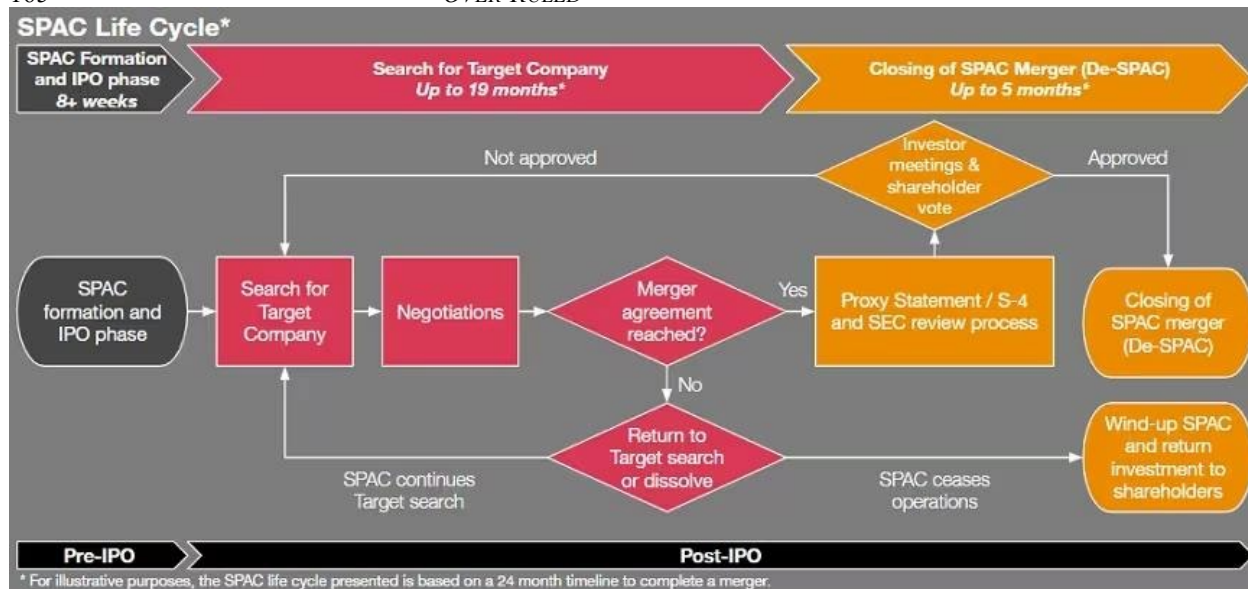 OVER RULED
SPAC Life Cycle*
SPAC Formation
and IPO phase
8+ weeks
Search for Target Company
Up to 19 months*
Closing of SPAC Merger (De-SPAC)
Up to 5 months*
Not approved
Investor
meetings &
shareholder
vote
Approved
SPAC
formation and
IPO phase
Search for
Target
Company
Negotiations
Merger
agreement
reached?
Yes
Proxy Statement / S-4
and SEC review process
Closing of
SPAC merger
(De-SPAC)
No
SPAC continues
Target search
Return to
Target search
or dissolve
SPAC ceases
operations
Wind-up SPAC
and return
investment to
shareholders
Pre-IPO
Post-IPO
* For illustrative purposes, the SPAC life cycle presented is based on a 24 month timeline to complete a merger.